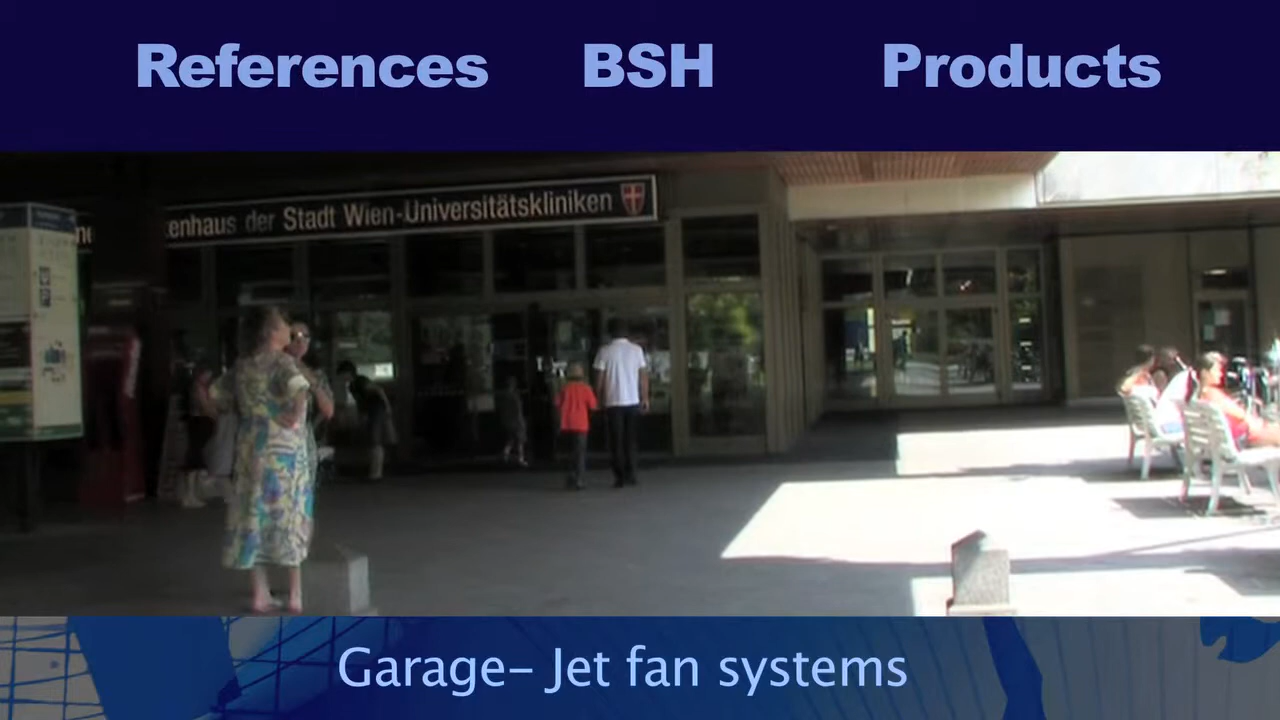 References BSH Products
enhaus der Stadt Wien-Universitätskliniken
Garage- Jet fan systems